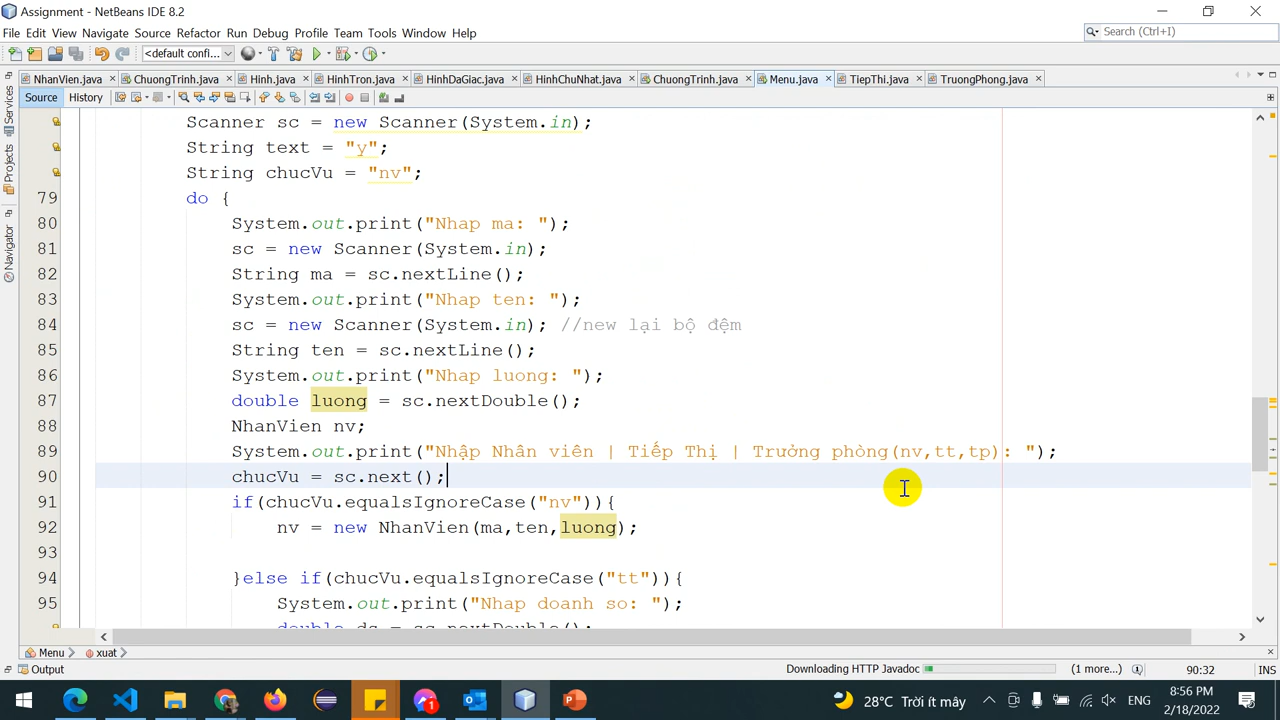 Assignment - NetBeans IDE 8.2
File Edit View Navigate Source Refactor Run Debug Profile Team Tools Window Help
Search (Ctrl+I)
<default confi...
NhanVien.java ChuongTrinh.java Hinh.java HinhTron.java HinhDaGiac.java HinhChuNhat.java ChuongTrinh.java Menu.java TiepThi.java TruongPhong.java
Source History
Services
Projects
Navigator
Scanner sc = new Scanner(System.in);
String text = "y";
String chucVu = "nv";
79 do {
80 System.out.print("Nhap ma: ");
81 sc = new Scanner(System.in);
82 String ma = sc.nextLine();
83 System.out.print("Nhap ten: ");
84 sc = new Scanner(System.in); //new lại bộ đệm
85 String ten = sc.nextLine();
86 System.out.print("Nhap luong: ");
87 double luong = sc.nextDouble();
88 NhanVien nv;
89 System.out.print("Nhập Nhân viên | Tiếp Thị | Trưởng phòng(nv,tt,tp): ");
90 chucVu = sc.next();
91 if(chucVu.equalsIgnoreCase("nv")){
92 nv = new NhanVien(ma,ten,luong);
93
94 }else if(chucVu.equalsIgnoreCase("tt")){
95 System.out.print("Nhap doanh so: ");
double ds = sc.nextDouble();
Menu xuat
Output
Downloading HTTP Javadoc (1 more...) 90:32 INS
1
28°C Trời ít mây ENG
8:56 PM
2/18/2022